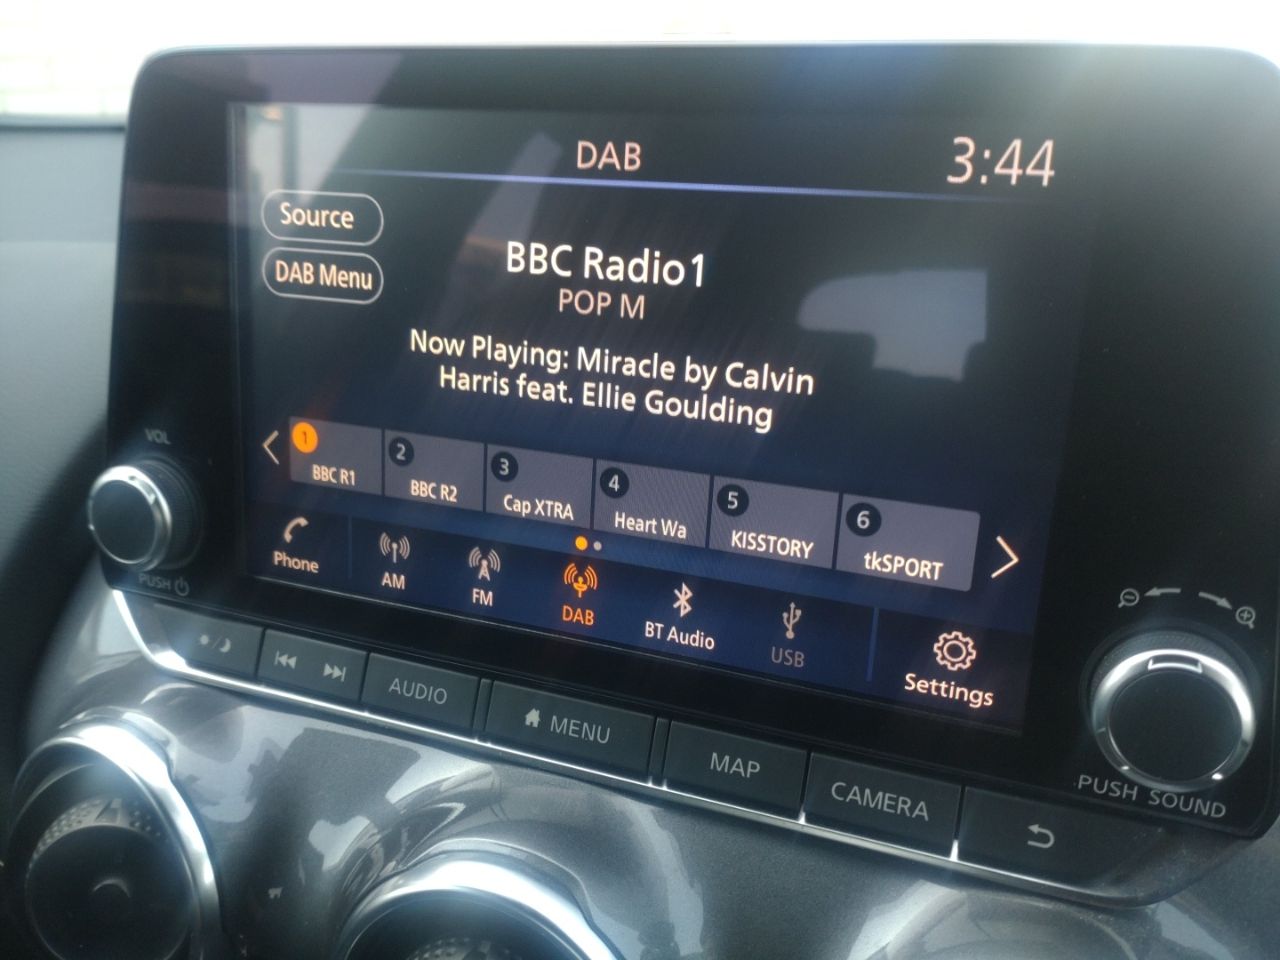 DAB
3:44
Source
DAB Menu
BBC Radio1
POP M
Now Playing: Miracle by Calvin
Harris feat. Ellie Goulding
1
BBC R1
2
BBC R2
3
Cap XTRA
4
Heart Wa
5
KISSTORY
6
tkSPORT
Phone
AM
FM
DAB
BT Audio
USB
Settings
VOL
PUSH
AUDIO
MENU
MAP
CAMERA
PUSH SOUND